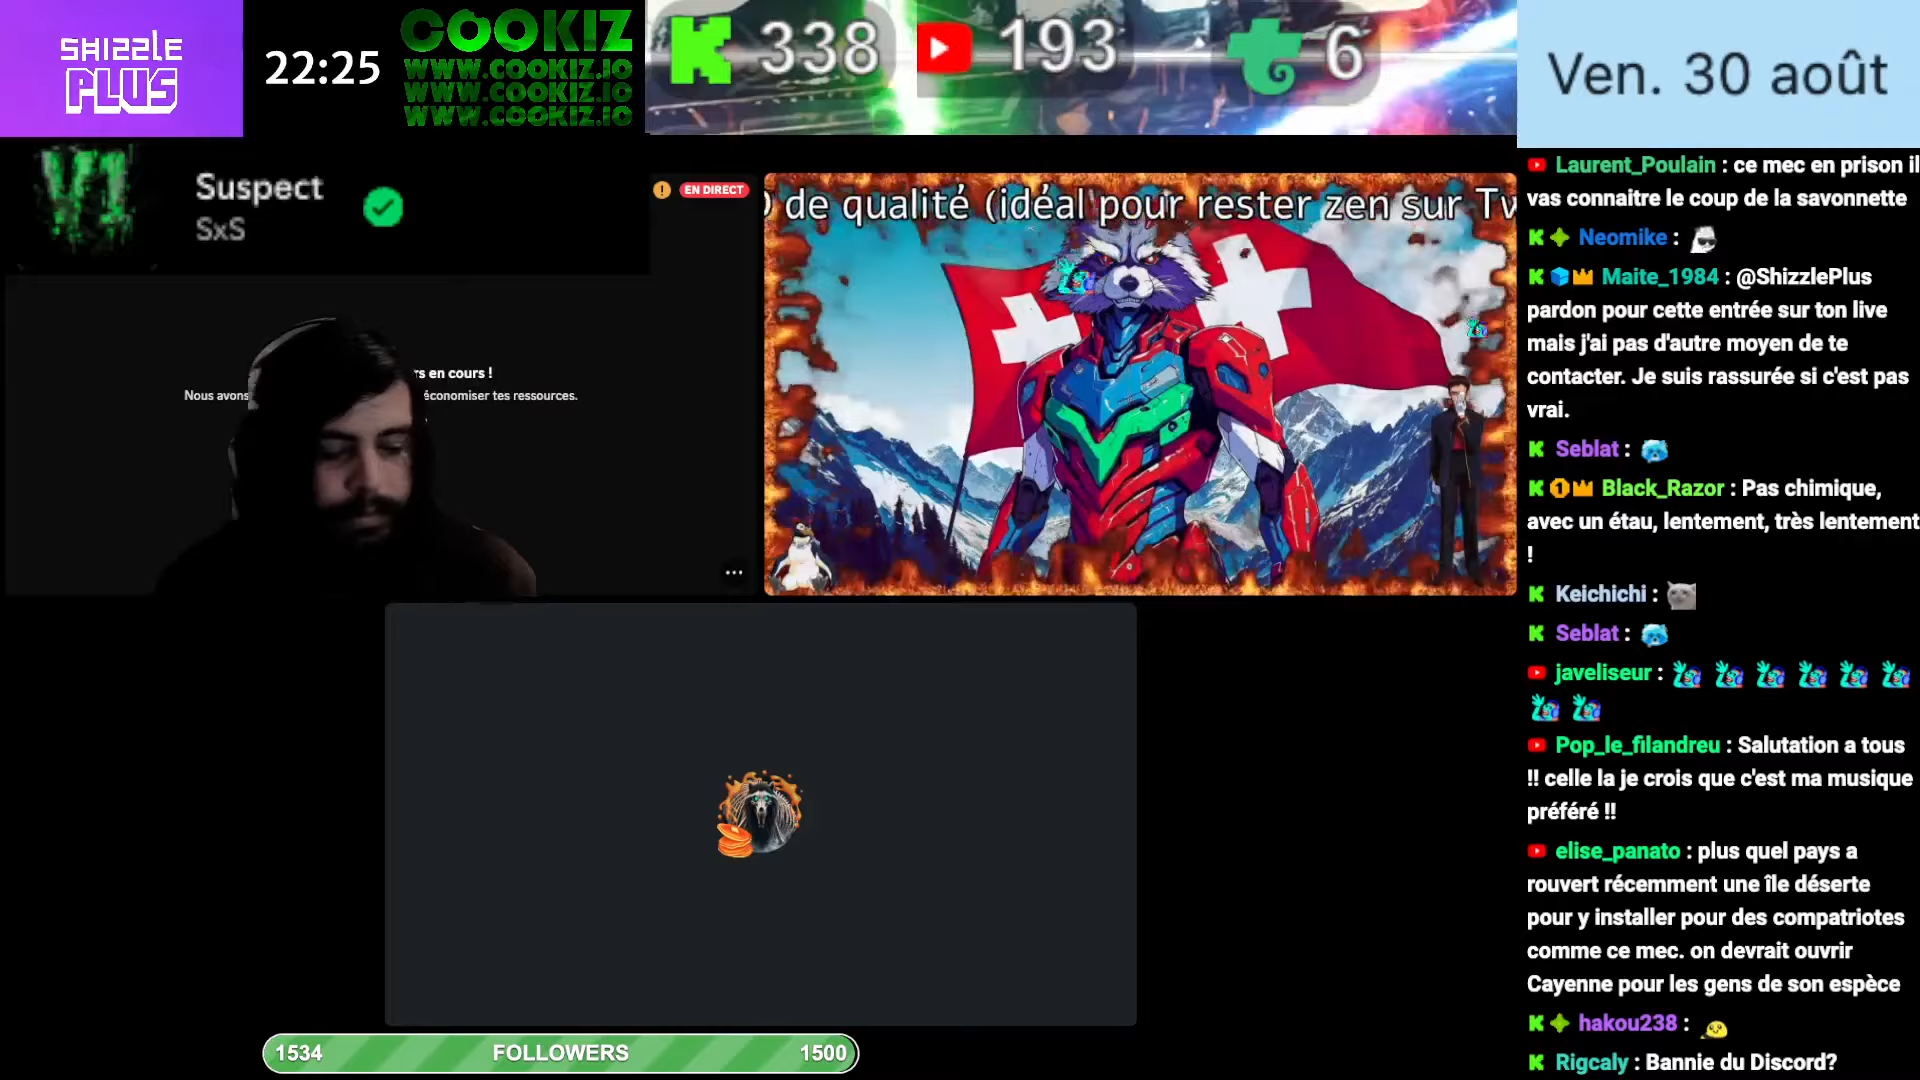 SHIZZLE
PLUS
22:25
COOKIZ
WWW.COOKIZ.IO
WWW.COOKIZ.IO
WWW.COOKIZ.IO
338
193
6
Ven. 30 août
Suspect
SxS
EN DIRECT
rs en cours !
Nous avons
économiser tes ressources.
de qualité (idéal pour rester zen sur Tw
Laurent_Poulain : ce mec en prison il
vas connaitre le coup de la savonnette
Neomike :
Maite_1984 : @ShizzlePlus
pardon pour cette entrée sur ton live
mais j'ai pas d'autre moyen de te
contacter. Je suis rassurée si c'est pas
vrai.
Seblat :
Black_Razor : Pas chimique,
avec un étau, lentement, très lentement
!
Keichichi :
Seblat :
javeliseur :
Pop_le_filandreu : Salutation a tous
!! celle la je crois que c'est ma musique
préféré !!
elise_panato : plus quel pays a
rouvert récemment une île déserte
pour y installer pour des compatriotes
comme ce mec. on devrait ouvrir
Cayenne pour les gens de son espèce
hakou238 :
Rigcaly : Bannie du Discord?
1534 FOLLOWERS 1500